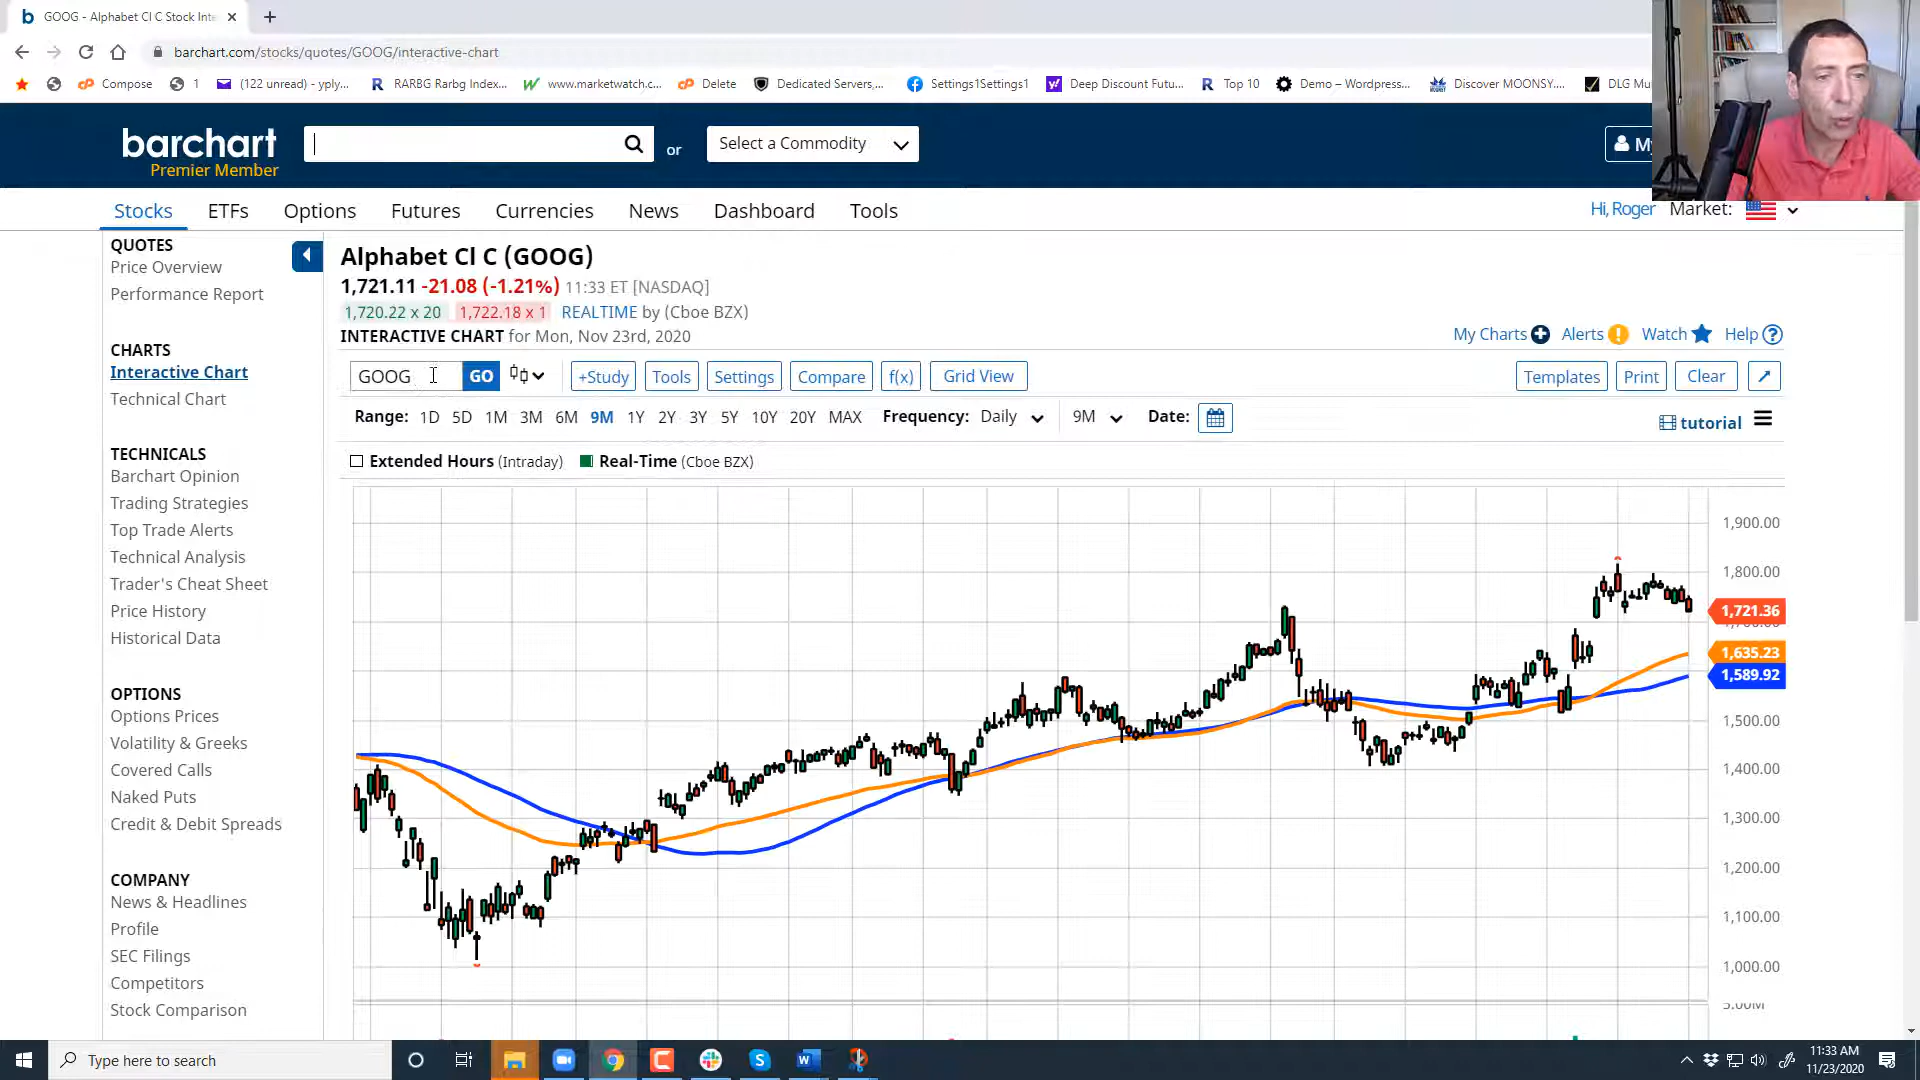 GOOG - Alphabet Cl C Stock Inte
barchart.com/stocks/quotes/GOOG/interactive-chart
Compose 1 (122 unread) - yply... RARBG Rarbg Index... www.marketwatch.c... Delete Dedicated Servers,... Settings1Settings1 Deep Discount Futu... Top 10 Demo – Wordpress... Discover MOONSY.... DLG Mu
barchart
Premier Member
or
Select a Commodity
My
Stocks ETFs Options Futures Currencies News Dashboard Tools
Hi, Roger Market:
QUOTES
Price Overview
Performance Report
CHARTS
Interactive Chart
Technical Chart
TECHNICALS
Barchart Opinion
Trading Strategies
Top Trade Alerts
Technical Analysis
Trader's Cheat Sheet
Price History
Historical Data
OPTIONS
Options Prices
Volatility & Greeks
Covered Calls
Naked Puts
Credit & Debit Spreads
COMPANY
News & Headlines
Profile
SEC Filings
Competitors
Stock Comparison
Alphabet Cl C (GOOG)
1,721.11 -21.08 (-1.21%) 11:33 ET [NASDAQ]
1,720.22 x 20 1,722.18 x 1 REALTIME by (Cboe BZX)
INTERACTIVE CHART for Mon, Nov 23rd, 2020
My Charts Alerts Watch Help
GOOG GO +Study Tools Settings Compare f(x) Grid View Templates Print Clear
Range: 1D 5D 1M 3M 6M 9M 1Y 2Y 3Y 5Y 10Y 20Y MAX Frequency: Daily 9M Date:
tutorial
Extended Hours (Intraday) Real-Time (Cboe BZX)
1,900.00
1,800.00
1,721.36
1,635.23
1,589.92
1,500.00
1,400.00
1,300.00
1,200.00
1,100.00
1,000.00
Type here to search
11:33 AM
11/23/2020